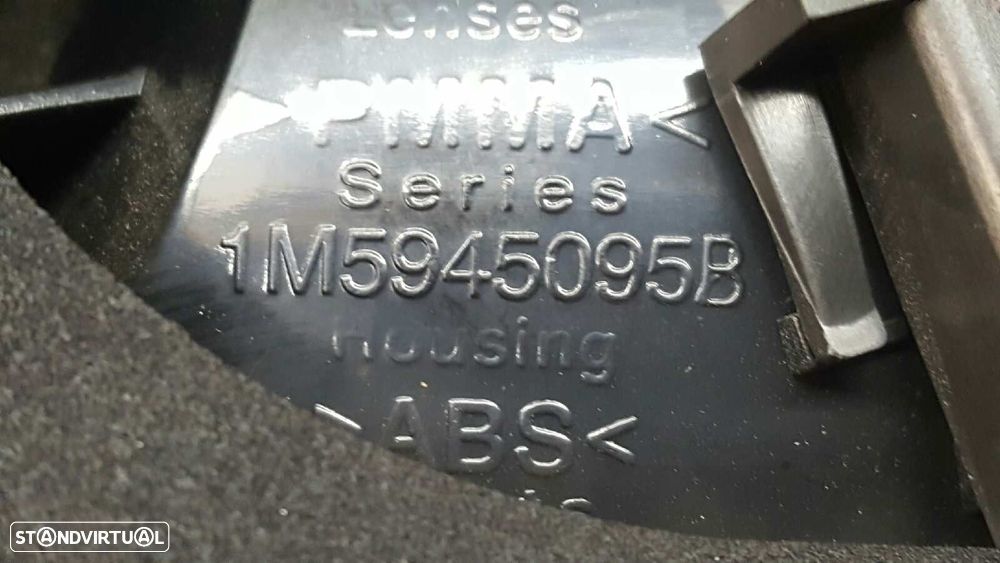 Lenses
>PMMA<
Series
1M5945095B
Housing
>ABS<
STANDVIRTUAL